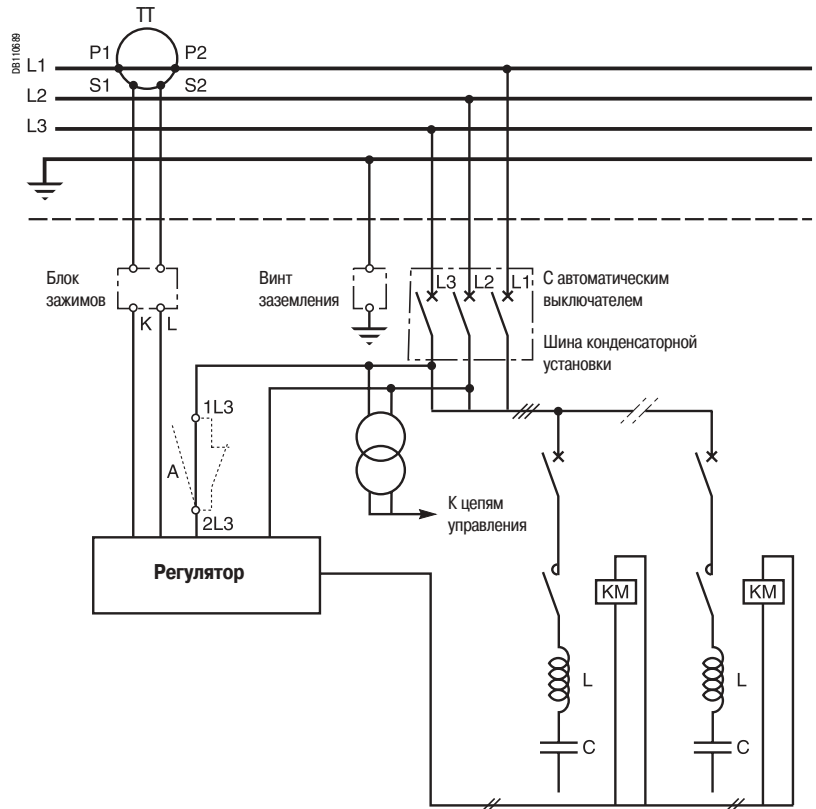 DB110689
TT
P1 P2
L1
S1 S2
L2
L3
Блок
зажимов
K L
Винт
заземления
L3 L2 L1
С автоматическим
выключателем
Шина конденсаторной
установки
1L3
A
2L3
К цепям
управления
Регулятор
KM
KM
L
L
C
C